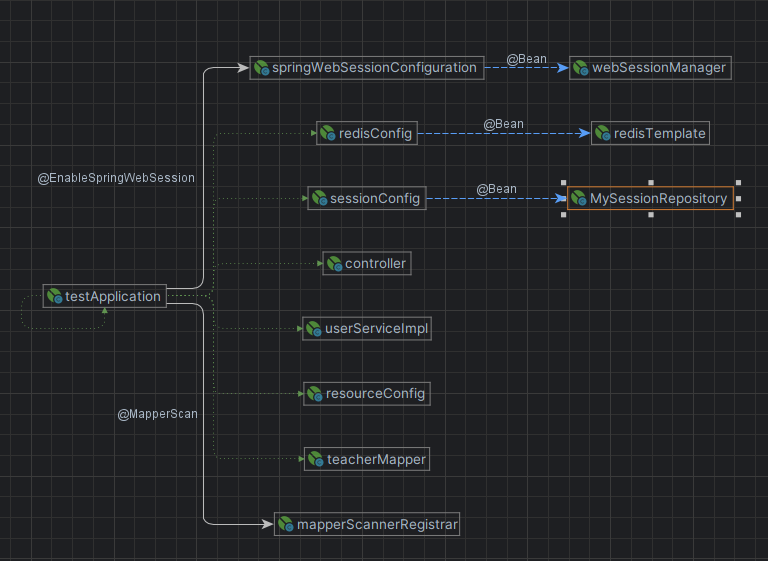 @Bean
springWebSessionConfiguration
webSessionManager
@Bean
redisConfig
redisTemplate
@EnableSpringWebSession
@Bean
sessionConfig
MySessionRepository
controller
testApplication
userServiceImpl
resourceConfig
@MapperScan
teacherMapper
mapperScannerRegistrar